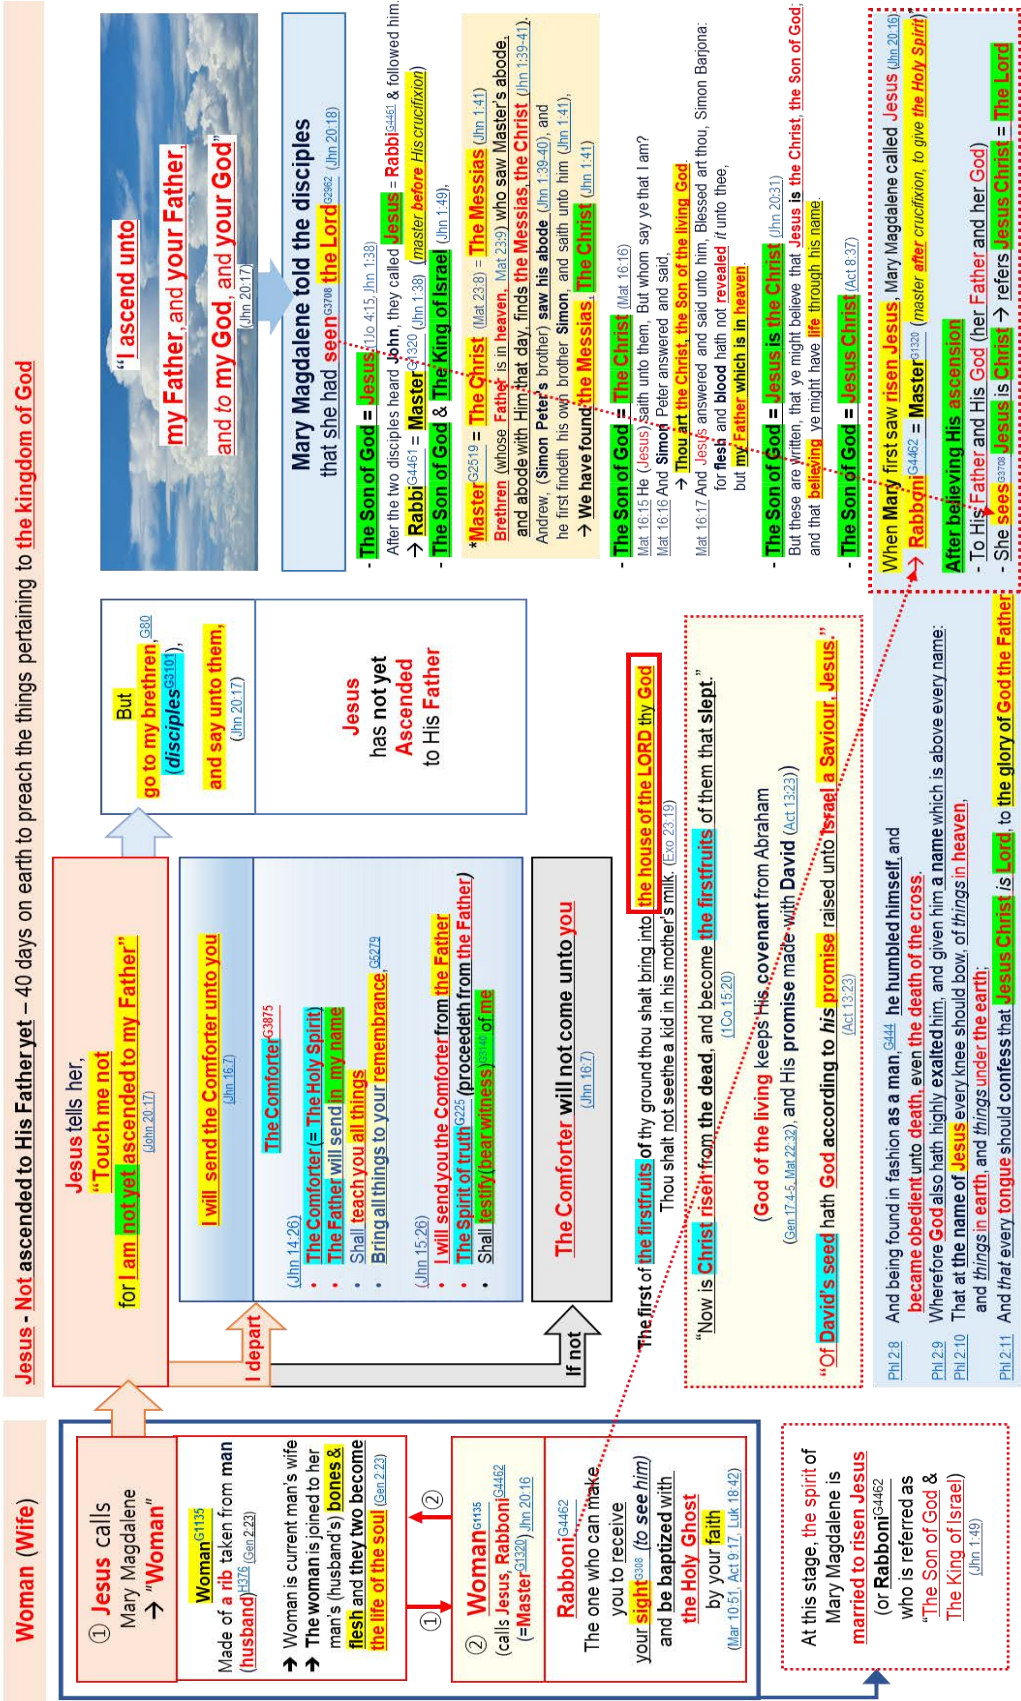 Woman (Wife)
Jesus - Not ascended to His Father yet – 40 days on earth to preach the things pertaining to the kingdom of God
① Jesus calls
Mary Magdalene
→ "Woman"
Woman G1135
Made of a rib taken from man
(husband) H376 (Gen 2:23)
➔ Woman is current man's wife
➔ The woman is joined to her
man's (husband's) bones &
flesh and they two become
the life of the soul (Gen 2:23)
①
②
② Woman G1135
(calls Jesus, Rabboni G4462
(=Master G1320) Jhn 20:16
Rabboni G4462
The one who can make
you to receive
your sight G308 (to see him)
and be baptized with
the Holy Ghost
by your faith
(Mar 10:51, Act 9:17, Luk 18:42)
At this stage, the spirit of
Mary Magdalene is
married to risen Jesus
(or Rabboni G4462
who is referred as
"The Son of God &
The King of Israel)
(Jhn 1:49)
Jesus tells her,
"Touch me not
for I am not yet ascended to my Father"
(John 20:17)
I depart
If not
I will send the Comforter unto you
(Jhn 16:7)
The Comforter G3875
(Jhn 14:26)
• The Comforter (= The Holy Spirit)
• The Father will send in my name
• Shall teach you all things
• Bring all things to your remembrance, G5279
(Jhn 15:26)
• I will send you the Comforter from the Father
• The Spirit of truth G225 (proceedeth from the Father)
• Shall testify (bear witness) G3140 of me
The Comforter will not come unto you
(Jhn 16:7)
But
go to my brethren, G80
(disciples G3101),
and say unto them,
(Jhn 20:17)
Jesus
has not yet
Ascended
to His Father
The first of the firstfruits of thy ground thou shalt bring into the house of the LORD thy God
Thou shalt not seethe a kid in his mother's milk. (Exo 23:19)
"Now is Christ risen from the dead, and become the firstfruits of them that slept."
(1Co 15:20)
(God of the living keeps His covenant from Abraham
(Gen 17:4-5, Mat 22:32), and His promise made with David (Act 13:23))
"Of David's seed hath God according to his promise raised unto Israel a Saviour, Jesus."
(Act 13:23)
Phl 2:8 And being found in fashion as a man, G444 he humbled himself, and
became obedient unto death, even the death of the cross.
Phl 2:9 Wherefore God also hath highly exalted him, and given him a name which is above every name:
Phl 2:10 That at the name of Jesus every knee should bow, of things in heaven,
and things in earth, and things under the earth;
Phl 2:11 And that every tongue should confess that Jesus Christ is Lord, to the glory of God the Father
"I ascend unto
my Father, and your Father,
and to my God, and your God"
(Jhn 20:17)
Mary Magdalene told the disciples
that she had seen G3708 the Lord G2962 (Jhn 20:18)
- The Son of God = Jesus (1Jo 4:15, Jhn 1:38)
After the two disciples heard John, they called Jesus = Rabbi G4461 & followed him.
→ Rabbi G4461 = Master G1320 (Jhn 1:38) (master before His crucifixion)
- The Son of God & The King of Israel (Jhn 1:49),
*Master G2519 = The Christ (Mat 23:8) = The Messias (Jhn 1:41)
Brethren (whose Father is in heaven, Mat 23:9) who saw Master's abode,
and abode with Him that day, finds the Messias, the Christ (Jhn 1:39-41).
Andrew, (Simon Peter's brother) saw his abode (Jhn 1:39-40), and
he first findeth his own brother Simon, and saith unto him (Jhn 1:41),
→ We have found the Messias, The Christ (Jhn 1:41)
- The Son of God = The Christ (Mat 16:16)
Mat 16:15 He (Jesus) saith unto them, But whom say ye that I am?
Mat 16:16 And Simon Peter answered and said,
→ Thou art the Christ, the Son of the living God.
Mat 16:17 And Jesus answered and said unto him, Blessed art thou, Simon Barjona:
for flesh and blood hath not revealed it unto thee,
but my Father which is in heaven.
- The Son of God = Jesus is the Christ (Jhn 20:31)
But these are written, that ye might believe that Jesus is the Christ, the Son of God;
and that believing ye might have life through his name.
- The Son of God = Jesus Christ (Act 8:37)
When Mary first saw risen Jesus, Mary Magdalene called Jesus (Jhn 20:16)
→ Rabboni G4462 = Master G1320 (master after crucifixion, to give the Holy Spirit)"
After believing His ascension
- To His Father and His God (her Father and her God)
- She sees G3708 Jesus is Christ → refers Jesus Christ = The Lord